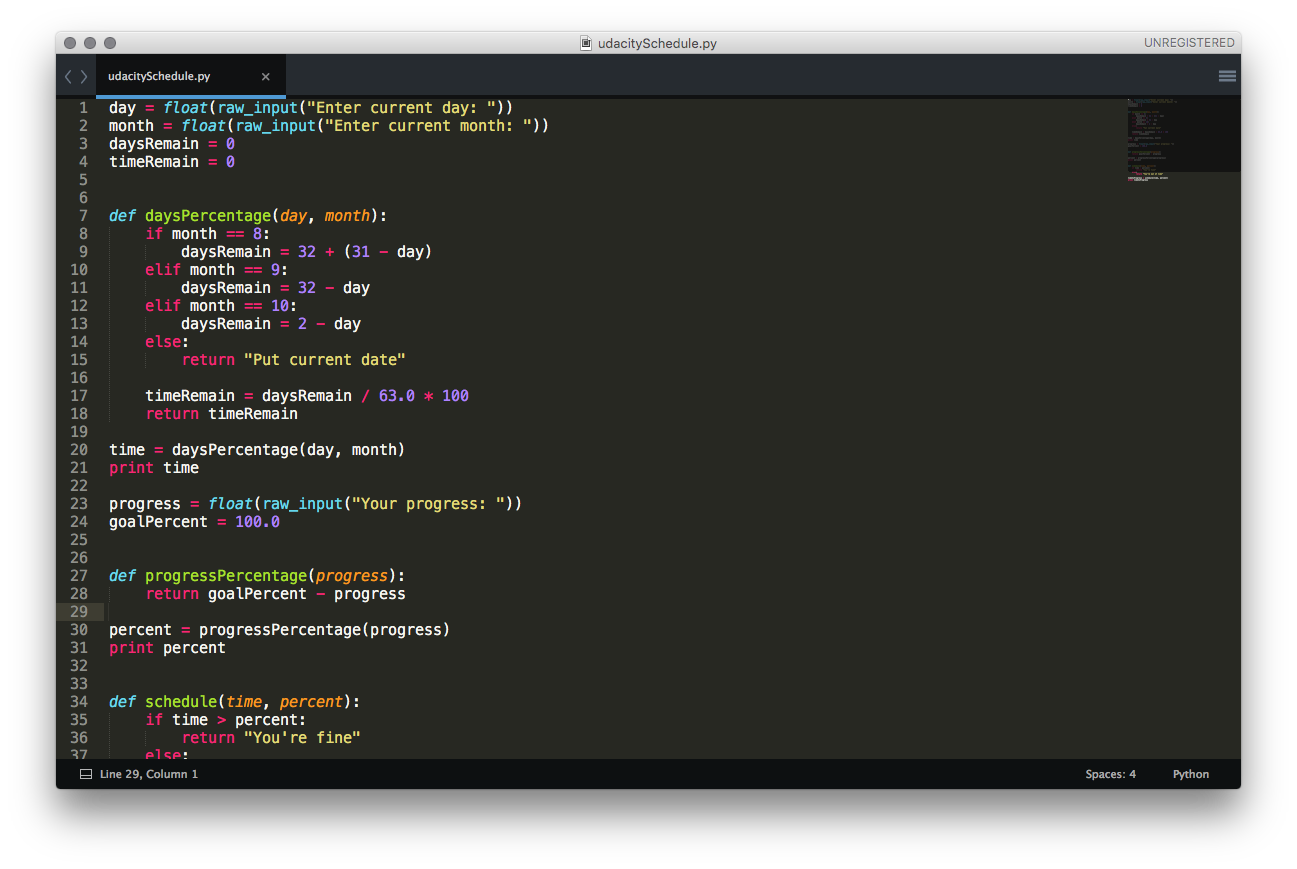 udacitySchedule.py
UNREGISTERED
udacitySchedule.py ×
1 day = float(raw_input("Enter current day: "))
2 month = float(raw_input("Enter current month: "))
3 daysRemain = 0
4 timeRemain = 0
5
6
7 def daysPercentage(day, month):
8     if month == 8:
9         daysRemain = 32 + (31 - day)
10     elif month == 9:
11         daysRemain = 32 - day
12     elif month == 10:
13         daysRemain = 2 - day
14     else:
15         return "Put current date"
16
17     timeRemain = daysRemain / 63.0 * 100
18     return timeRemain
19
20 time = daysPercentage(day, month)
21 print time
22
23 progress = float(raw_input("Your progress: "))
24 goalPercent = 100.0
25
26
27 def progressPercentage(progress):
28     return goalPercent - progress
29
30 percent = progressPercentage(progress)
31 print percent
32
33
34 def schedule(time, percent):
35     if time > percent:
36         return "You're fine"
37     else:
Line 29, Column 1
Spaces: 4
Python